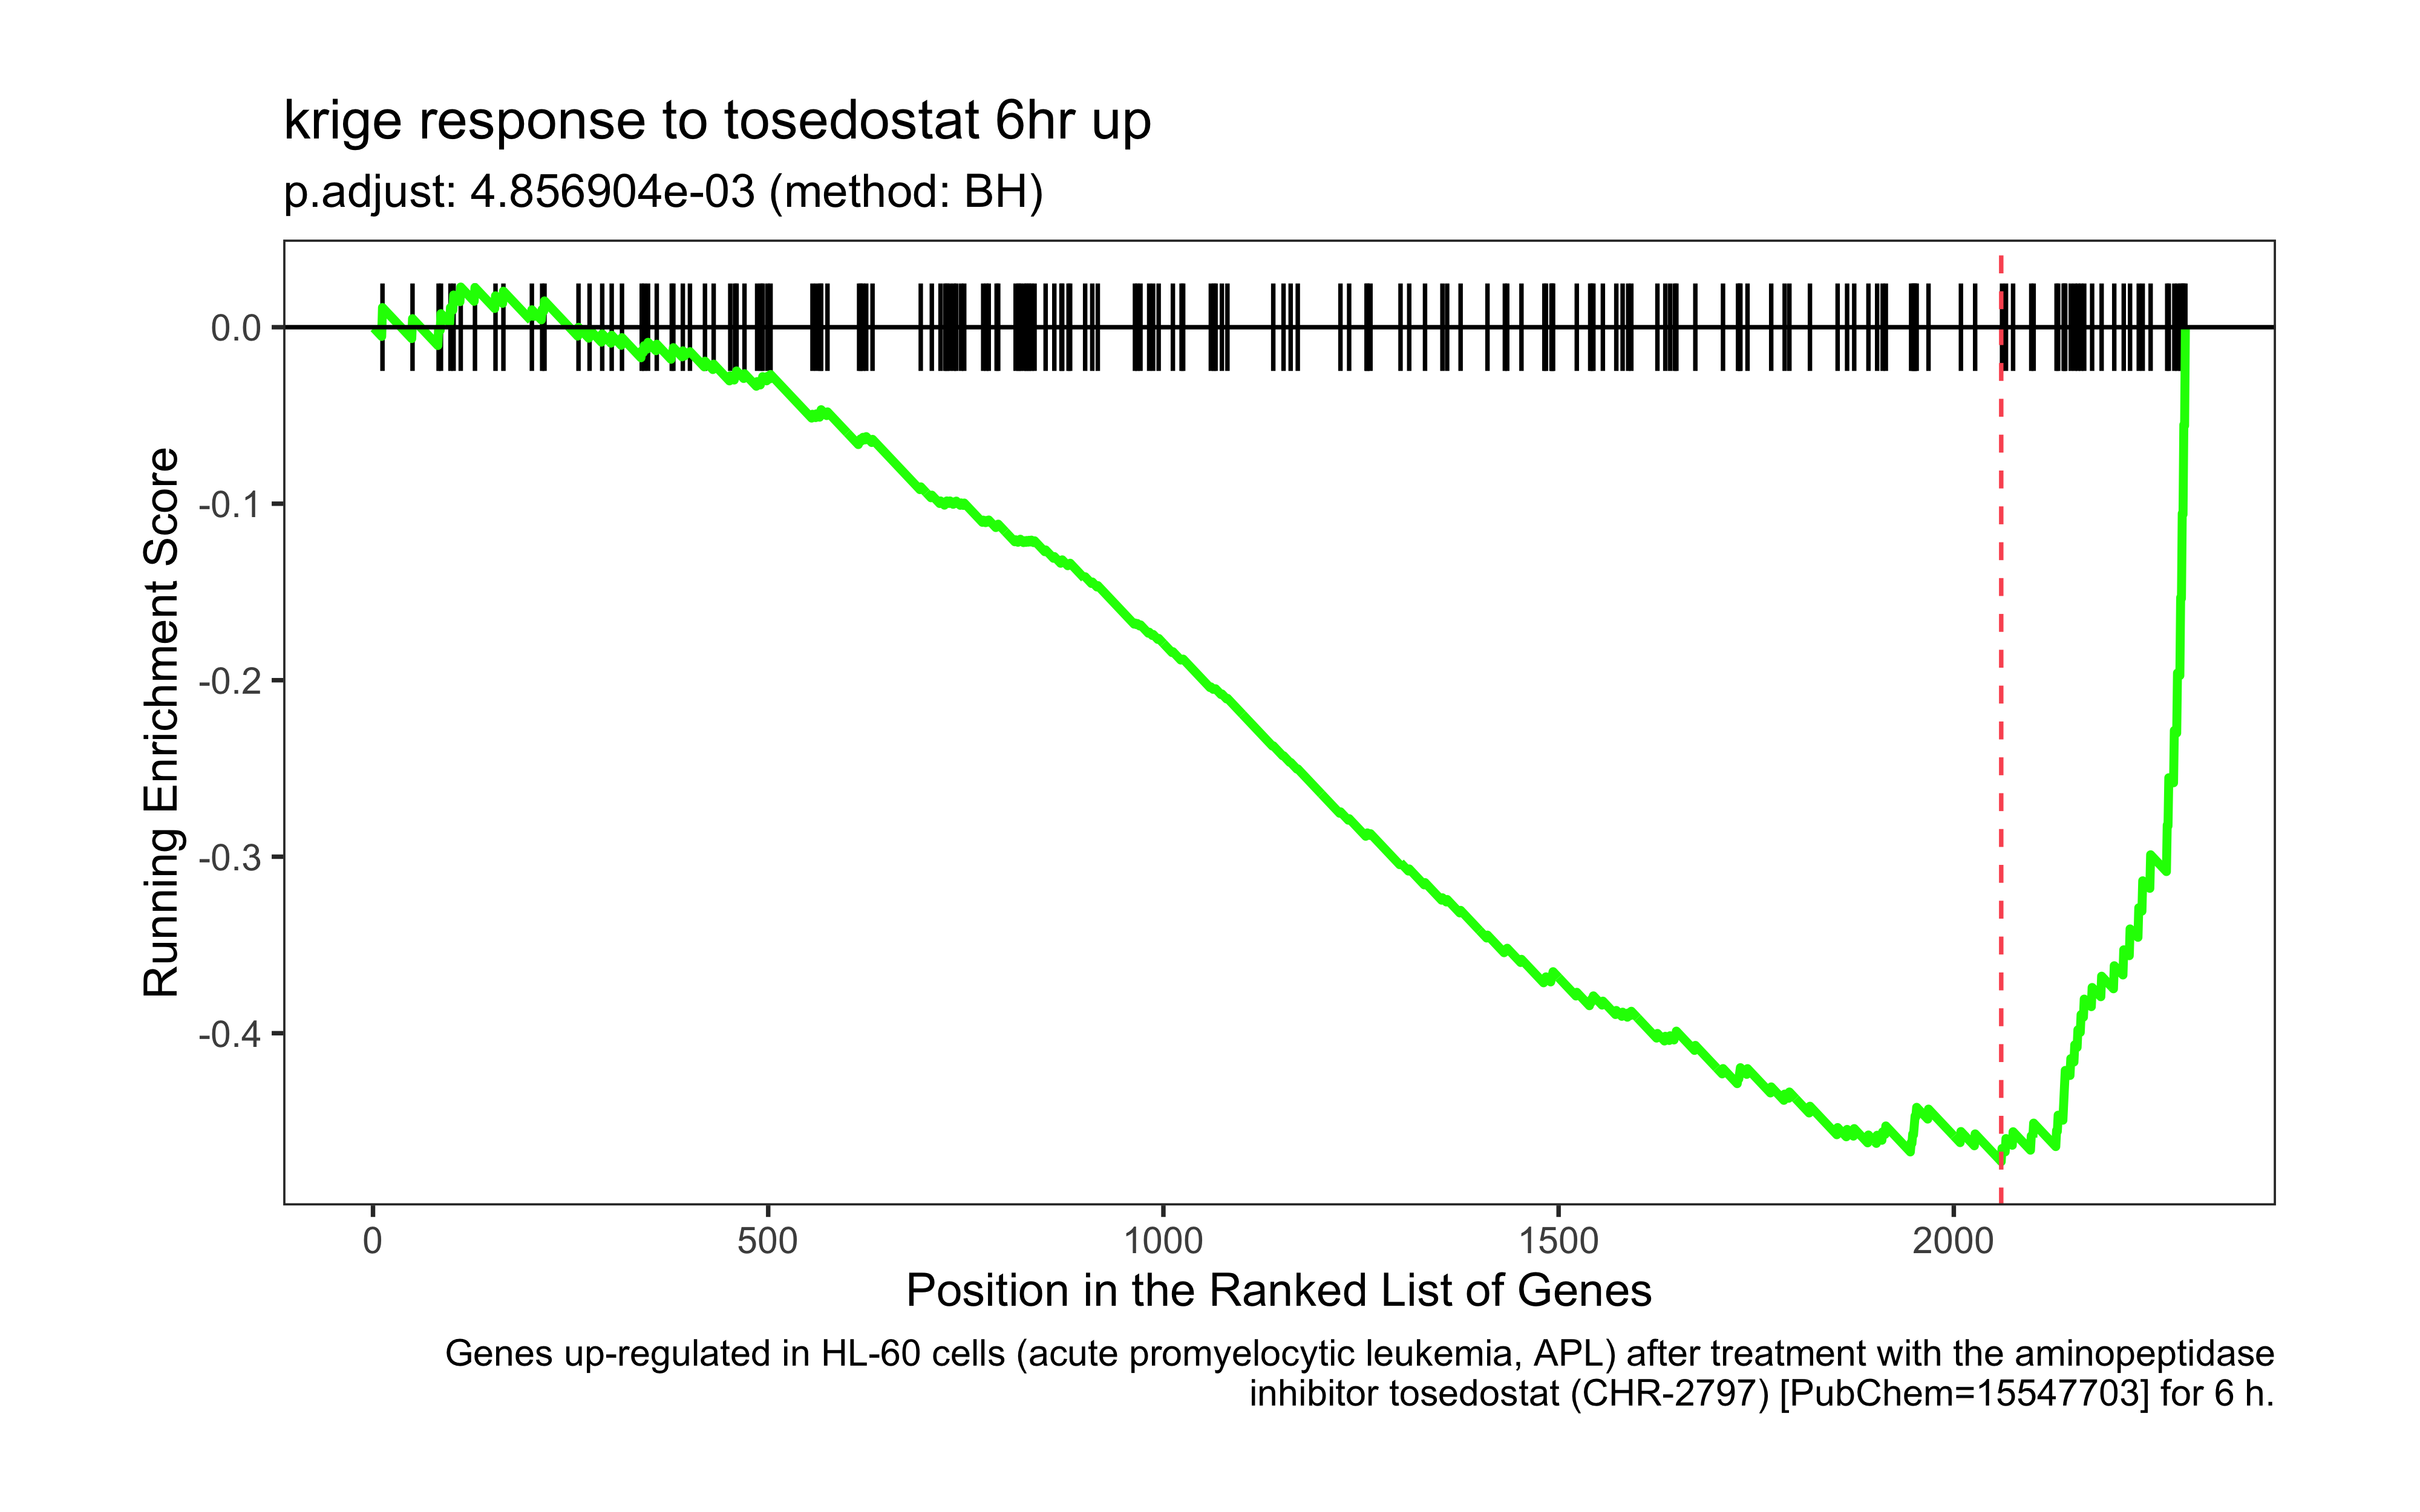 krige response to tosedostat 6hr up
p.adjust: 4.856904e-03 (method: BH)
Running Enrichment Score
0.0
-0.1
-0.2
-0.3
-0.4
0 500 1000 1500 2000
Position in the Ranked List of Genes
Genes up-regulated in HL-60 cells (acute promyelocytic leukemia, APL) after treatment with the aminopeptidase
inhibitor tosedostat (CHR-2797) [PubChem=15547703] for 6 h.